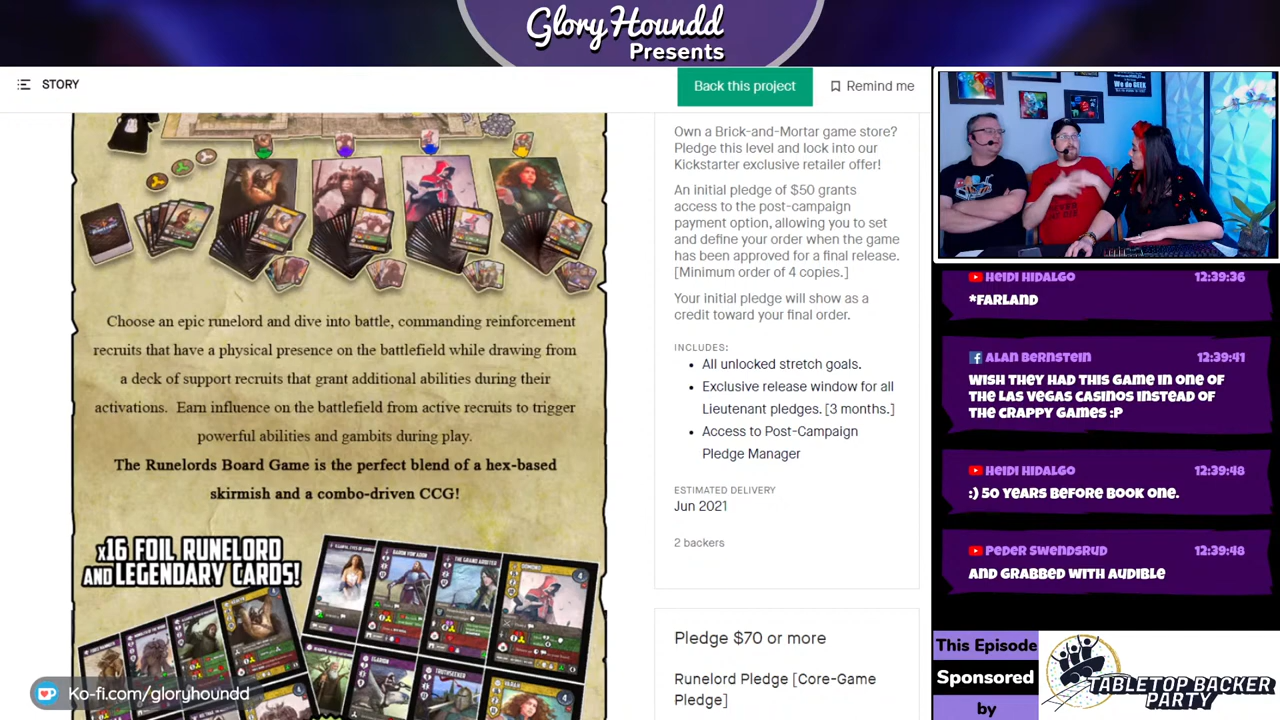 GloryHoundd
Presents
STORY
Back this project
Remind me
Choose an epic runelord and dive into battle, commanding reinforcement
recruits that have a physical presence on the battlefield while drawing from
a deck of support recruits that grant additional abilities during their
activations. Earn influence on the battlefield from active recruits to trigger
powerful abilities and gambits during play.
The Runelords Board Game is the perfect blend of a hex-based
skirmish and a combo-driven CCG!
x16 FOIL RUNELORD
AND LEGENDARY CARDS!
BARON VON AXON
THE GRAND ARBITER
Ko-fi.com/gloryhoundd
Own a Brick-and-Mortar game store?
Pledge this level and lock into our
Kickstarter exclusive retailer offer!
An initial pledge of $50 grants
access to the post-campaign
payment option, allowing you to set
and define your order when the game
has been approved for a final release.
[Minimum order of 4 copies.]
Your initial pledge will show as a
credit toward your final order.
INCLUDES:
• All unlocked stretch goals.
• Exclusive release window for all
Lieutenant pledges. [3 months.]
• Access to Post-Campaign
Pledge Manager
ESTIMATED DELIVERY
Jun 2021
2 backers
Pledge $70 or more
Runelord Pledge [Core-Game
Pledge]
We do GEEK
HEIDI HIDALGO 12:39:36
*FARLAND
ALAN BERNSTEIN 12:39:41
WISH THEY HAD THIS GAME IN ONE OF
THE LAS VEGAS CASINOS INSTEAD OF
THE CRAPPY GAMES :P
HEIDI HIDALGO 12:39:48
:) 50 YEARS BEFORE BOOK ONE.
PEDER SWENDSRUD 12:39:48
AND GRABBED WITH AUDIBLE
This Episode
Sponsored
by
TABLETOP BACKER
PARTY